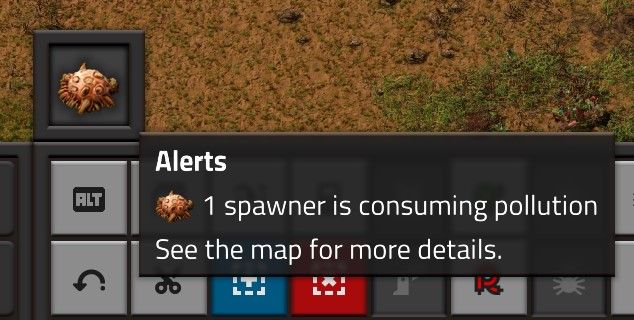 Alerts
1 spawner is consuming pollution
See the map for more details.
ALT